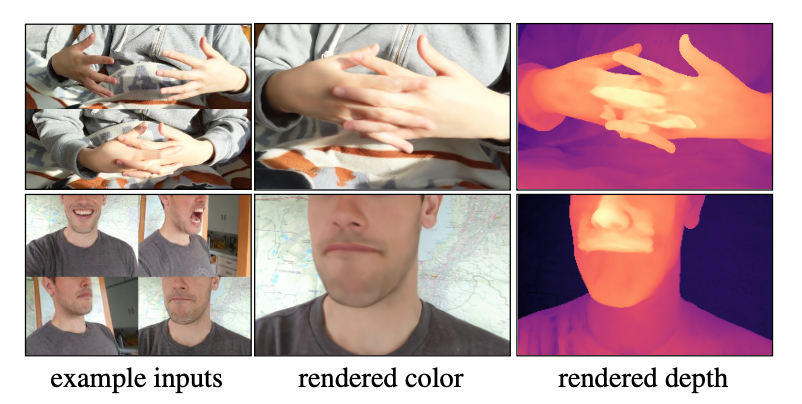 example inputs
rendered color
rendered depth